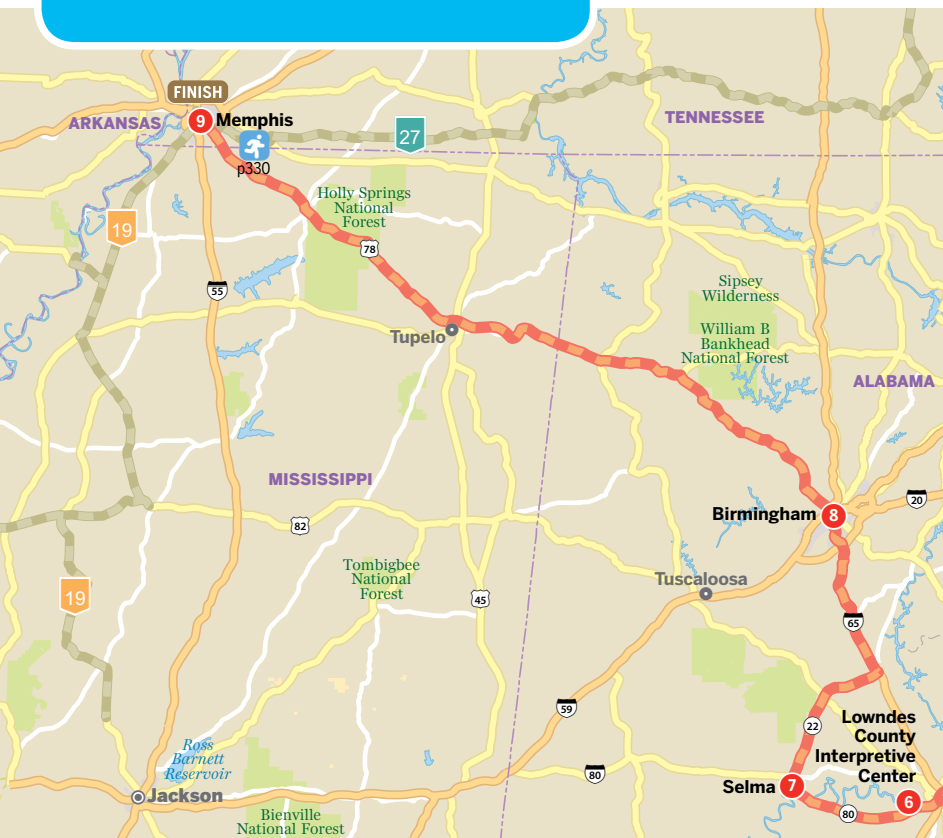 FINISH
9 Memphis
ARKANSAS
TENNESSEE
27
p330
Holly Springs
National
Forest
19
78
55
Sipsey
Wilderness
Tupelo
William B
Bankhead
National Forest
ALABAMA
MISSISSIPPI
20
Birmingham 8
82
Tombigbee
National
Forest
Tuscaloosa
19
45
65
59
22
Lowndes
County
Interpretive
Center
Ross
Barnett
Reservoir
80
Selma 7
6
Jackson
80
Bienville
National Forest